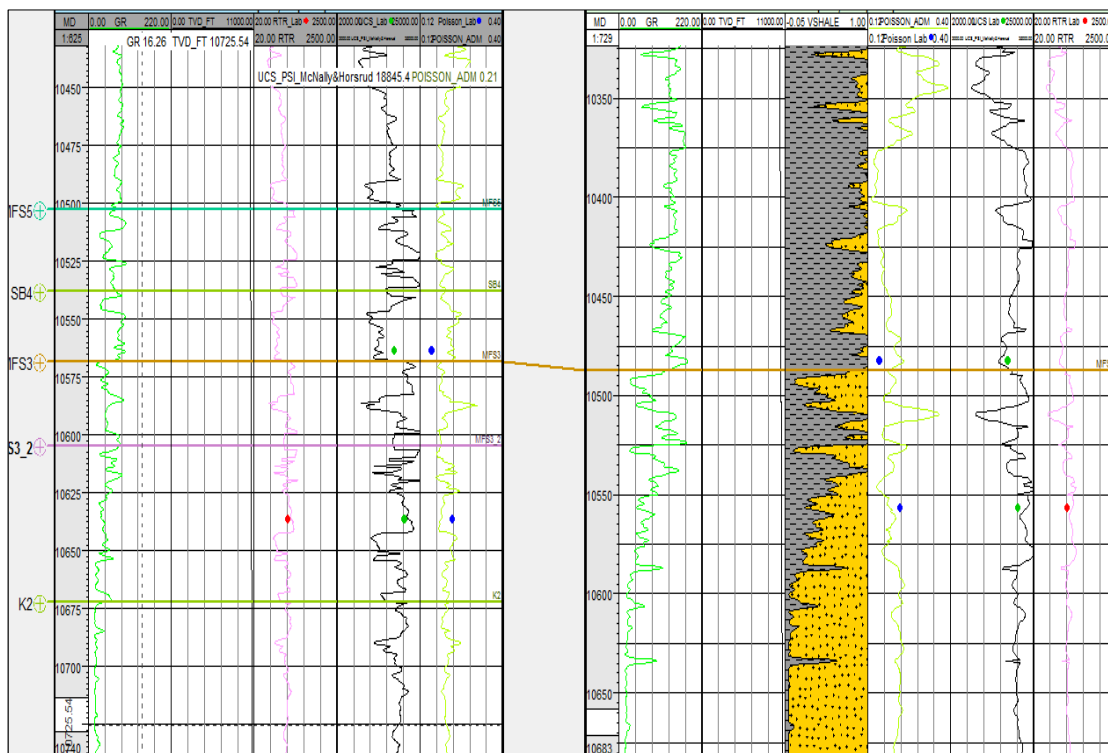 MD 0.00 GR 220.00 0.00 TVD_FT 11000.00 20.00 RTR_Lab 2500.00 2000.00 UCS_Lab 25000.00 0.12 Poisson_Lab 0.40
1:625 20.00 RTR 2500.00 0.12 POISSON_ADM 0.40
GR 16.26 TVD_FT 10725.54
UCS_PSI_McNally&Horsrud 18845.4 POISSON_ADM 0.21
10450
10475
10500
MFS5 MFS5
10525
SB4 SB4
10550
MFS3 MFS3
10575
10600
S3_2 MFS3_2
10625
10650
K2 K2
10675
10700
10725.54
10740
MD 0.00 GR 220.00 0.00 TVD_FT 11000.00 -0.05 VSHALE 1.00 0.12 POISSON_ADM 0.40 2000.00 UCS Lab 25000.00 20.00 RTR Lab 2500
1:729 0.12 Poisson Lab 0.40 20.00 RTR 2500.00
10350
10400
10450
MFS
10500
10550
10600
10650
10683